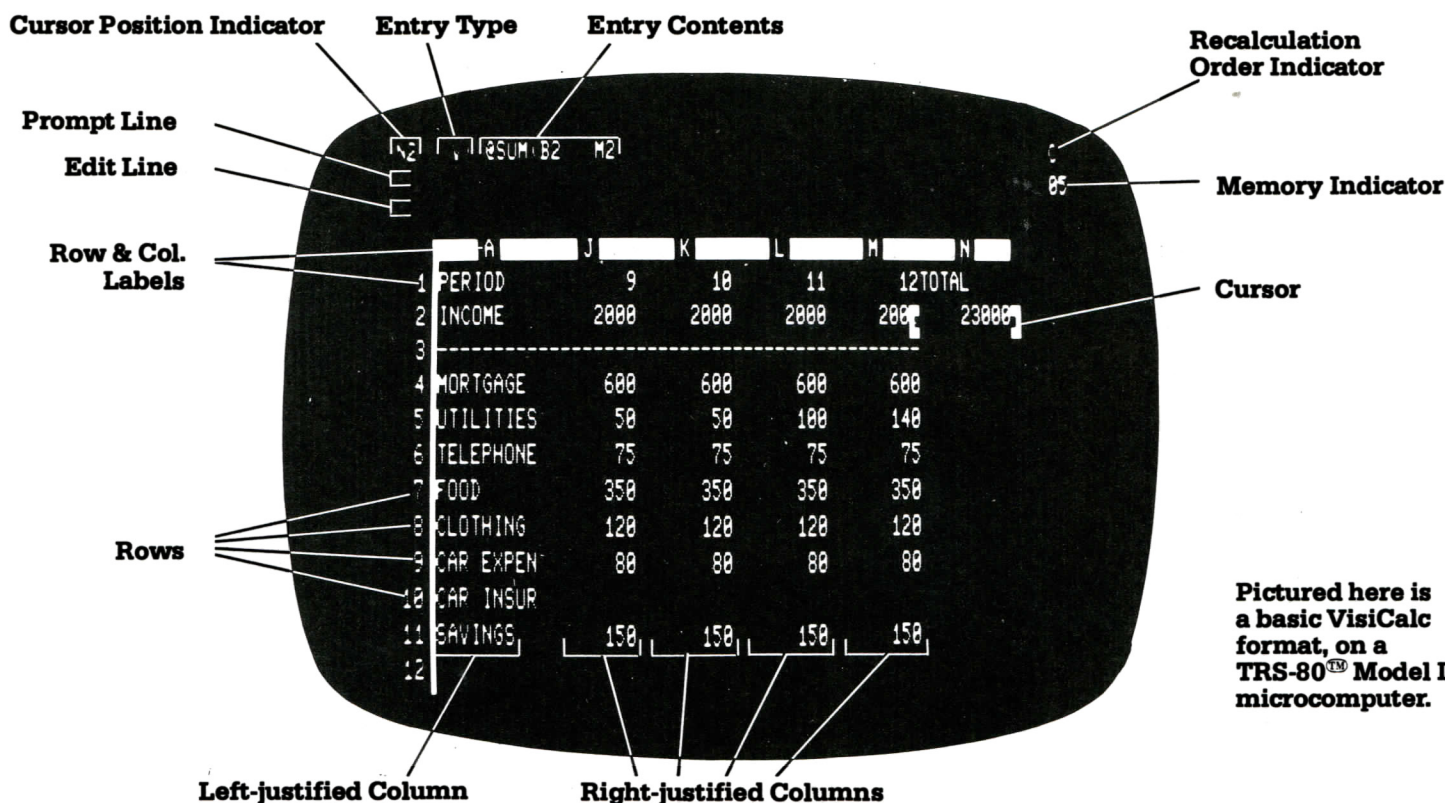 Cursor Position Indicator Entry Type Entry Contents
Recalculation
Order Indicator
Prompt Line
@SUM B2 M2
Edit Line
05 Memory Indicator
Row & Col.
Labels
A J K L M N
1 PERIOD 9 10 11 12TOTAL
Cursor
2 INCOME 2000 2000 2000 200 23000
3 --------------------------------------------------
4 MORTGAGE 600 600 600 600
5 UTILITIES 50 50 100 140
6 TELEPHONE 75 75 75 75
7 FOOD 350 350 350 350
8 CLOTHING 120 120 120 120
Rows
9 CAR EXPEN 80 80 80 80
10 CAR INSUR
11 SAVINGS 150 150 150 150
12
Pictured here is
a basic VisiCalc
format, on a
TRS-80™ Model I
microcomputer.
Left-justified Column Right-justified Columns